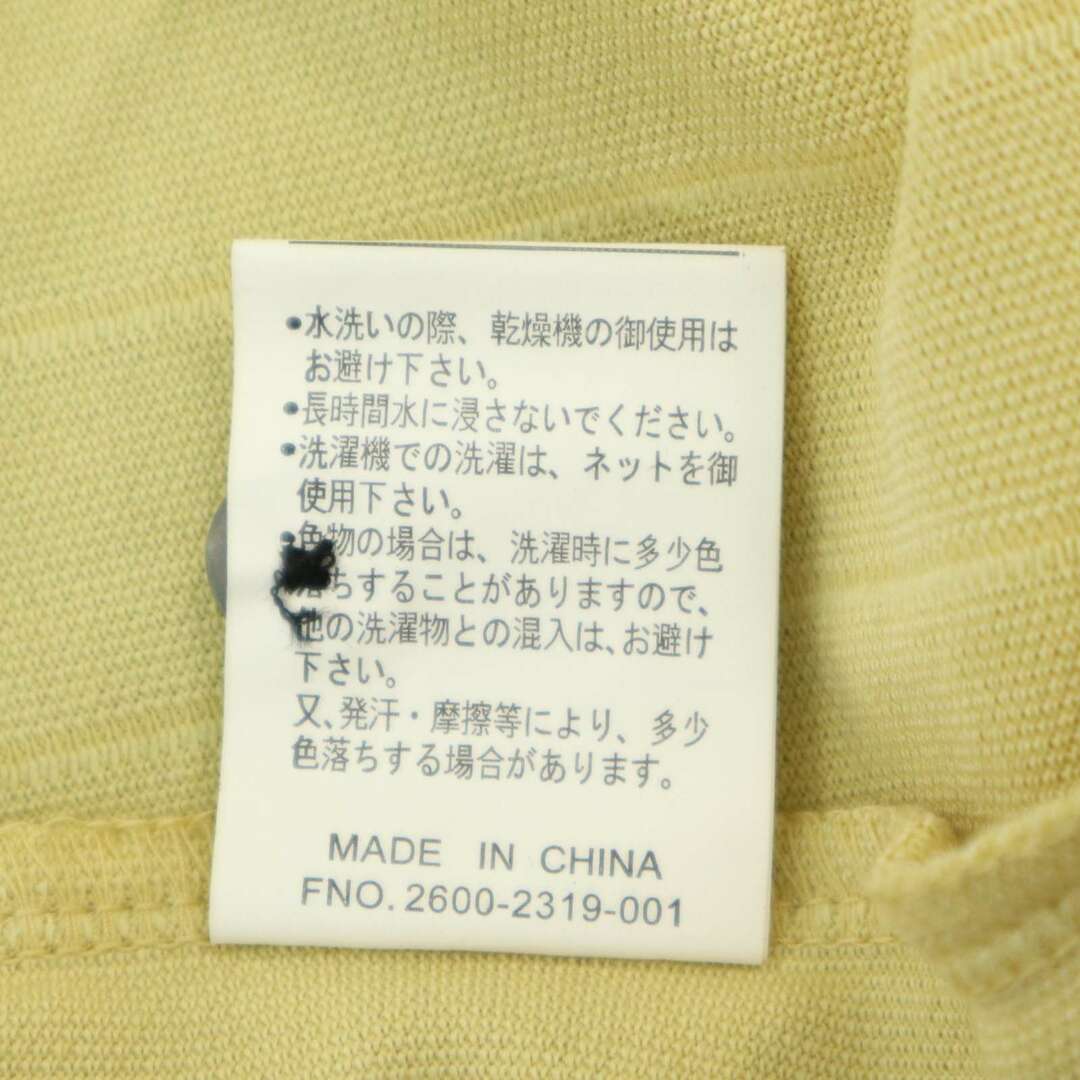 •水洗いの際、乾燥機の御使用は
お避け下さい。
•長時間水に浸さないでください。
•洗濯機での洗濯は、ネットを御
使用下さい。
•色物の場合は、洗濯時に多少色
落ちすることがありますので、
他の洗濯物との混入は、お避け
下さい。
又、発汗・摩擦等により、多少
色落ちする場合があります。
MADE IN CHINA
FNO. 2600-2319-001